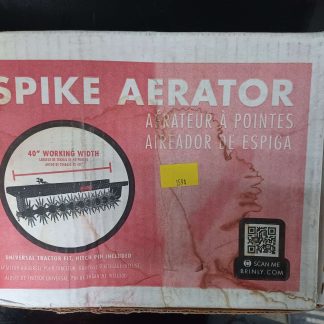 SPIKE AERATOR
AÉRATEUR À POINTES
AIREADOR DE ESPIGA
40" WORKING WIDTH
UNIVERSAL TRACTOR FIT, HITCH PIN INCLUDED
SCAN ME
BRINLY.COM